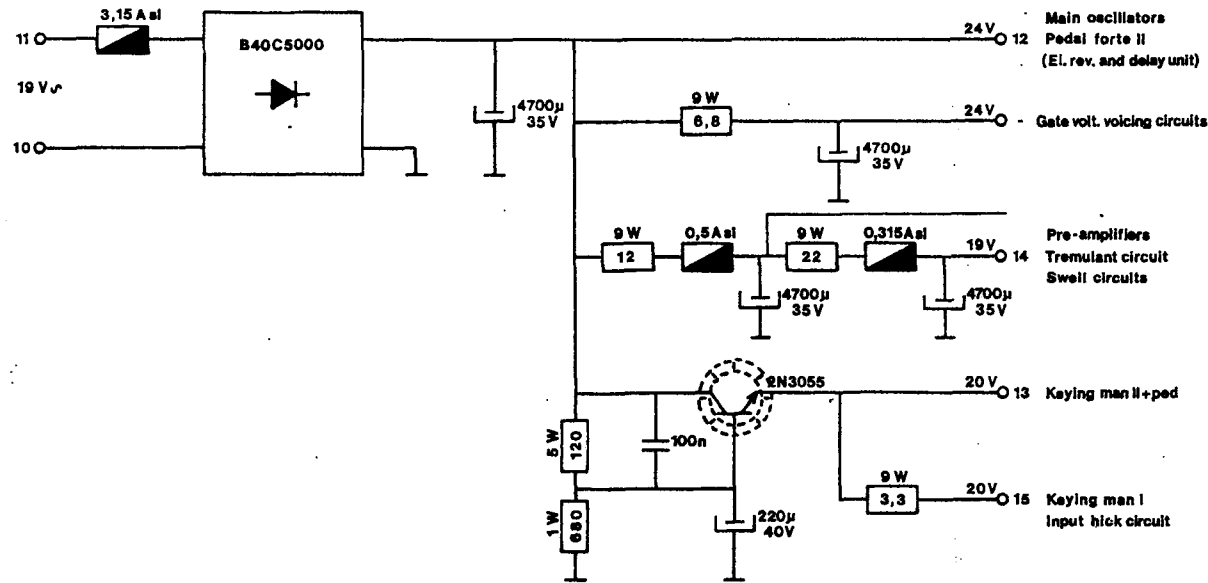 3,15 A sl
11
B40C5000
19 V ~
10
4700µ
35V
24V
12
Main oscillators
Pedal forte II
(El. rev. and delay unit)
9 W
6,8
4700µ
35V
24V
Gate volt. voicing circuits
9 W
12
0,5 A sl
9 W
22
0,315A sl
4700µ
35V
4700µ
35V
19V
14
Pre-amplifiers
Tremulant circuit
Swell circuits
2N3055
20V
13
Keying man II+ped
5 W
120
100n
1 W
680
220µ
40V
9 W
3,3
20V
15
Keying man I
Input hick circuit